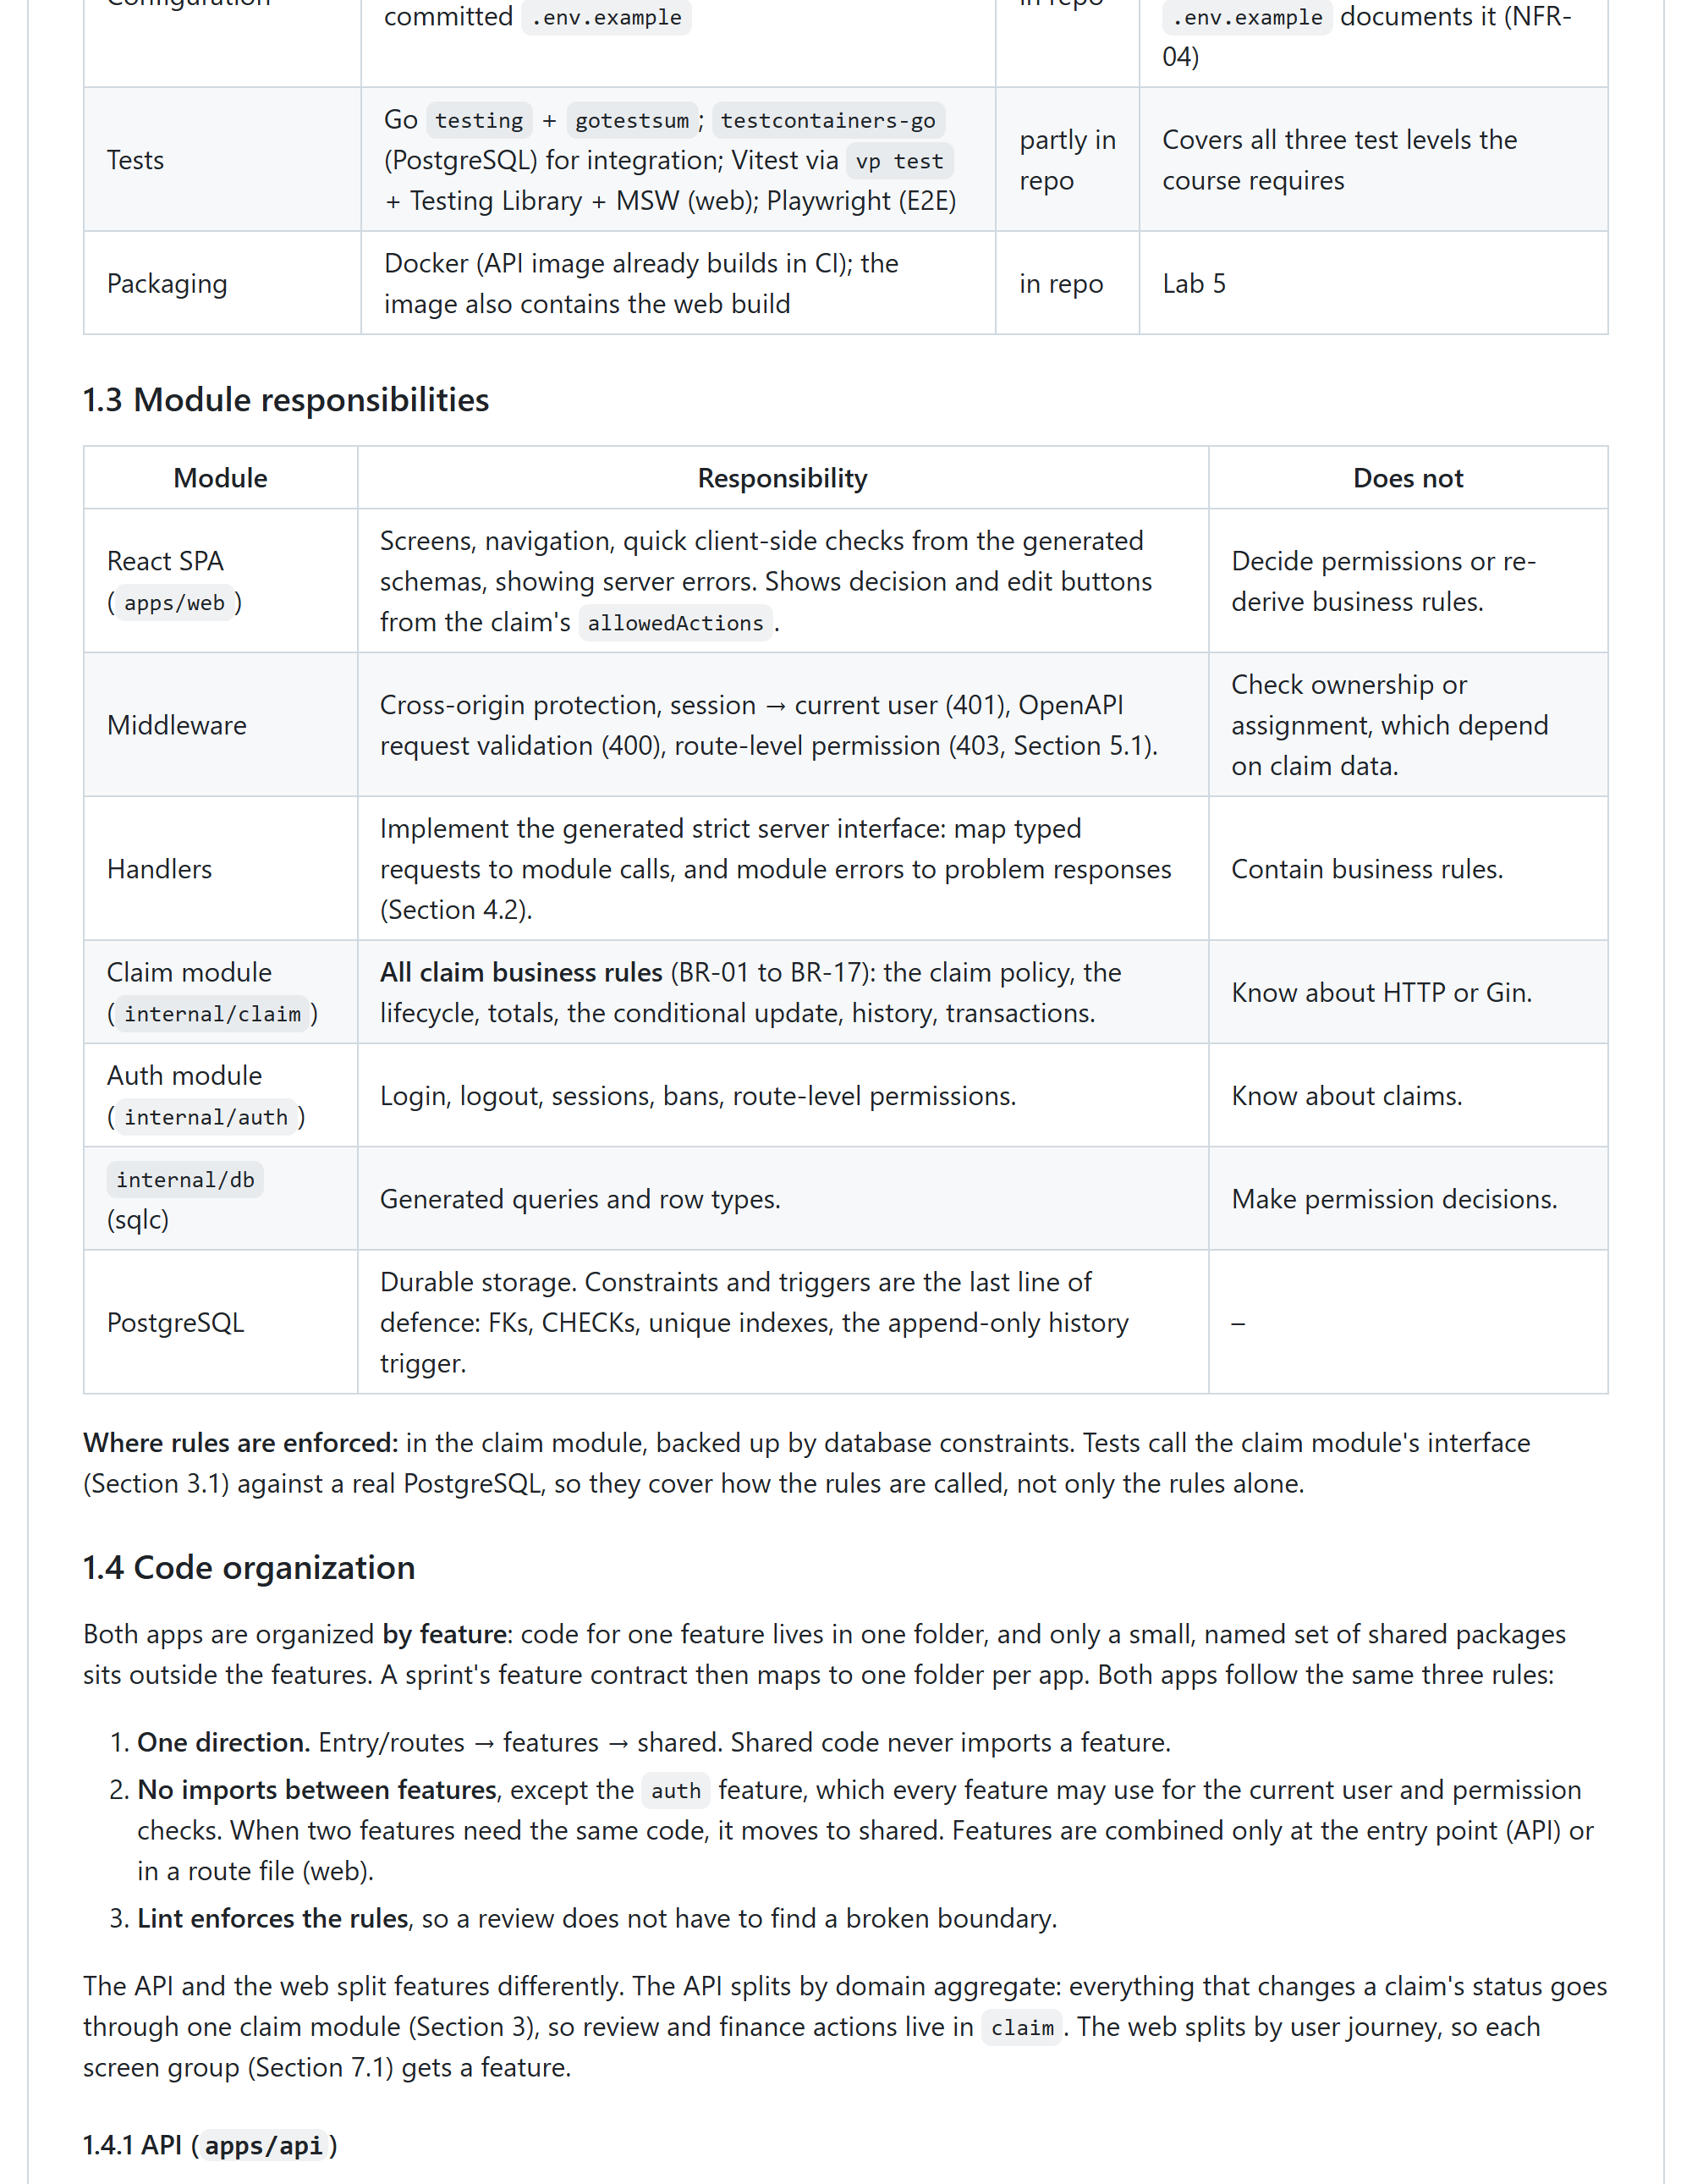 Configuration
committed .env.example
in repo
.env.example documents it (NFR-
04)
Tests
Go testing + gotestsum; testcontainers-go
(PostgreSQL) for integration; Vitest via vp test
+ Testing Library + MSW (web); Playwright (E2E)
partly in
repo
Covers all three test levels the
course requires
Packaging
Docker (API image already builds in CI); the
image also contains the web build
in repo
Lab 5
1.3 Module responsibilities
Module
Responsibility
Does not
React SPA
(apps/web)
Screens, navigation, quick client-side checks from the generated
schemas, showing server errors. Shows decision and edit buttons
from the claim's allowedActions.
Decide permissions or re-
derive business rules.
Middleware
Cross-origin protection, session → current user (401), OpenAPI
request validation (400), route-level permission (403, Section 5.1).
Check ownership or
assignment, which depend
on claim data.
Handlers
Implement the generated strict server interface: map typed
requests to module calls, and module errors to problem responses
(Section 4.2).
Contain business rules.
Claim module
(internal/claim)
All claim business rules (BR-01 to BR-17): the claim policy, the
lifecycle, totals, the conditional update, history, transactions.
Know about HTTP or Gin.
Auth module
(internal/auth)
Login, logout, sessions, bans, route-level permissions.
Know about claims.
internal/db
(sqlc)
Generated queries and row types.
Make permission decisions.
PostgreSQL
Durable storage. Constraints and triggers are the last line of
defence: FKs, CHECKs, unique indexes, the append-only history
trigger.
–
Where rules are enforced: in the claim module, backed up by database constraints. Tests call the claim module's interface
(Section 3.1) against a real PostgreSQL, so they cover how the rules are called, not only the rules alone.
1.4 Code organization
Both apps are organized by feature: code for one feature lives in one folder, and only a small, named set of shared packages
sits outside the features. A sprint's feature contract then maps to one folder per app. Both apps follow the same three rules:
1. One direction. Entry/routes → features → shared. Shared code never imports a feature.
2. No imports between features, except the auth feature, which every feature may use for the current user and permission
checks. When two features need the same code, it moves to shared. Features are combined only at the entry point (API) or
in a route file (web).
3. Lint enforces the rules, so a review does not have to find a broken boundary.
The API and the web split features differently. The API splits by domain aggregate: everything that changes a claim's status goes
through one claim module (Section 3), so review and finance actions live in claim. The web splits by user journey, so each
screen group (Section 7.1) gets a feature.
1.4.1 API (apps/api)